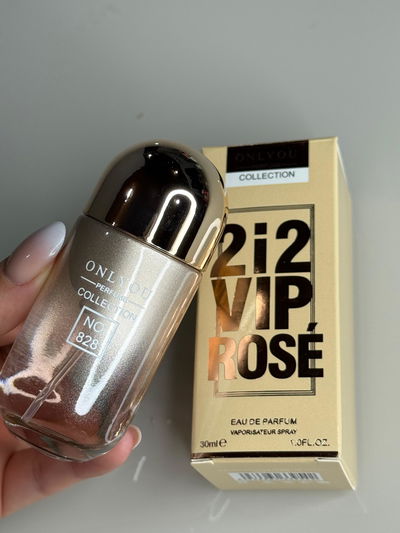 ONLYOU
PERFUME
COLLECTION
NO.
828
ONLYOU
COLLECTION
2i2
VIP
ROSÉ
EAU DE PARFUM
VAPORISATEUR SPRAY
30ml e 1.0FL.OZ.